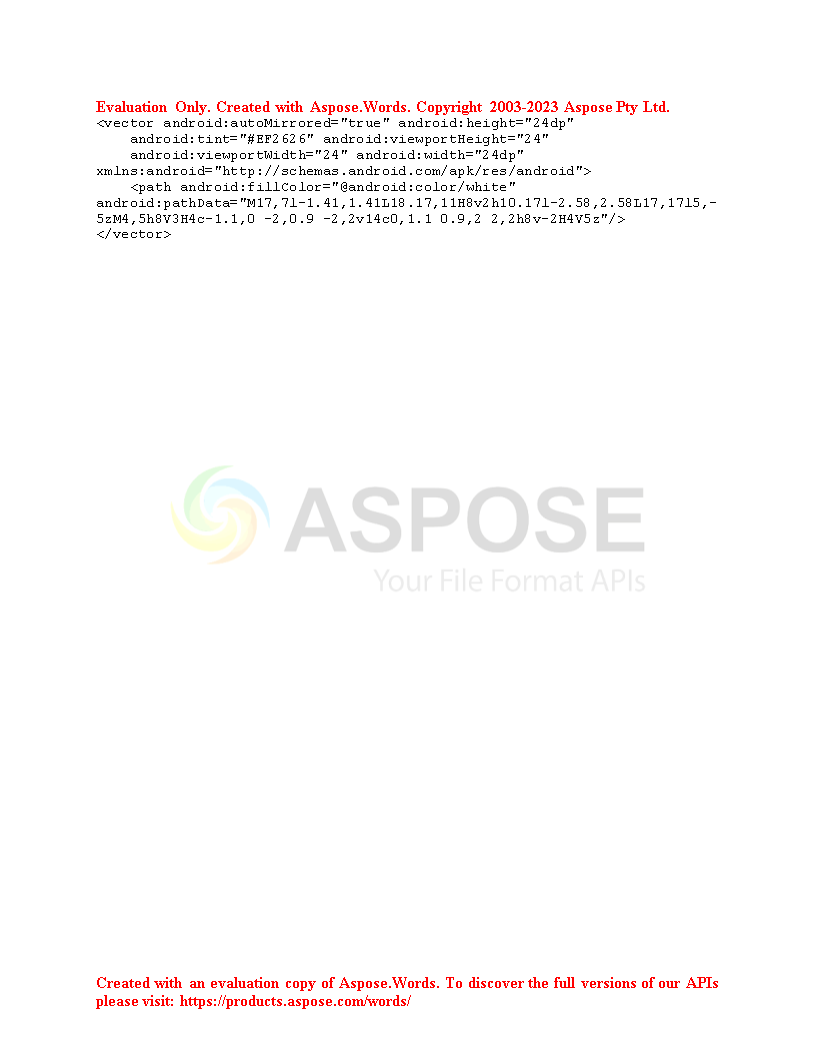 Evaluation Only. Created with Aspose.Words. Copyright 2003-2023 Aspose Pty Ltd.
<vector android:autoMirrored="true" android:height="24dp"
    android:tint="#EF2626" android:viewportHeight="24"
    android:viewportWidth="24" android:width="24dp"
xmlns:android="http://schemas.android.com/apk/res/android">
    <path android:fillColor="@android:color/white"
android:pathData="M17,7l-1.41,1.41L18.17,11H8v2h10.17l-2.58,2.58L17,17l5,-
5zM4,5h8V3H4c-1.1,0 -2,0.9 -2,2v14c0,1.1 0.9,2 2,2h8v-2H4V5z"/>
</vector>
ASPOSE
Your File Format APIs
Created with an evaluation copy of Aspose.Words. To discover the full versions of our APIs
please visit: https://products.aspose.com/words/